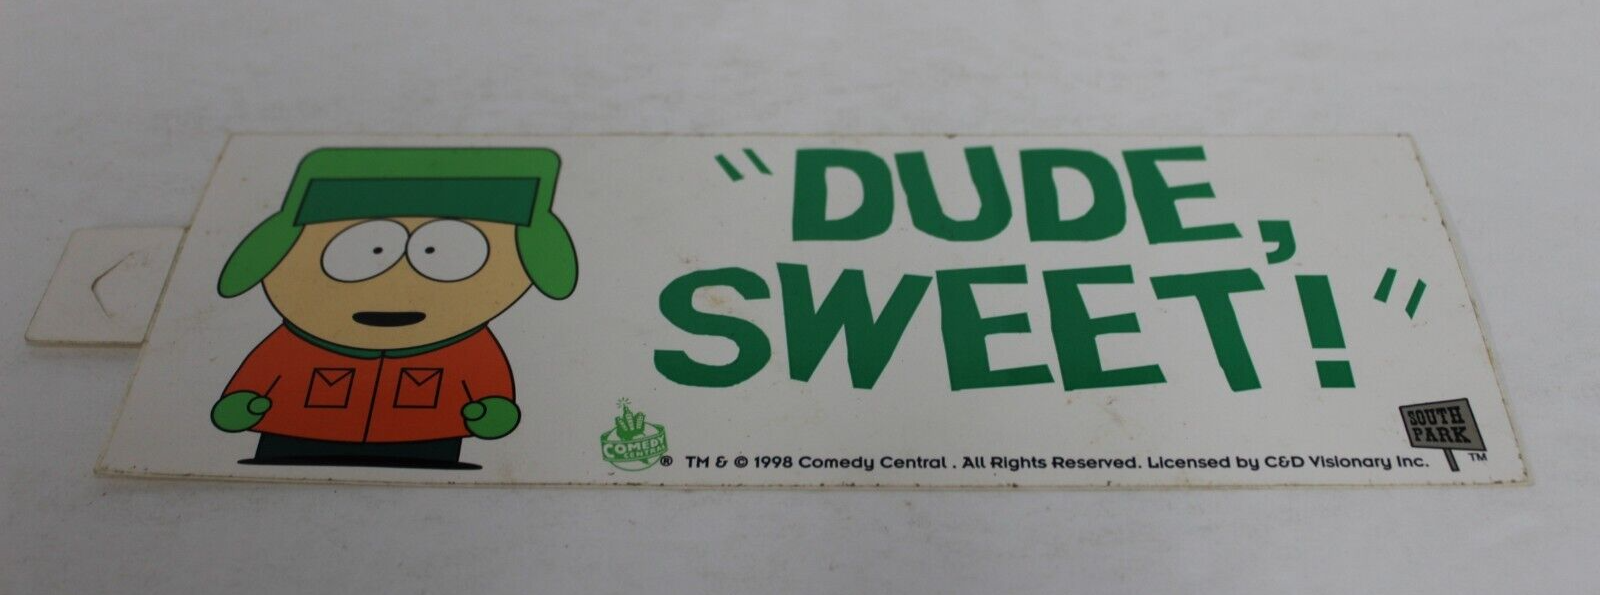 "DUDE,
SWEET!"
COMEDY
CENTRAL
® TM & © 1998 Comedy Central . All Rights Reserved. Licensed by C&D Visionary Inc.
SOUTH
PARK
TM